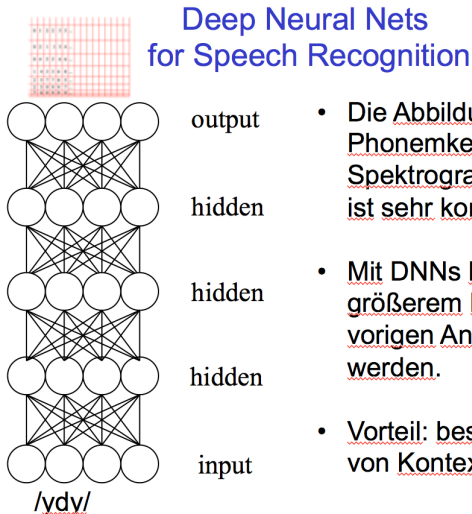 Deep Neural Nets
for Speech Recognition
output
hidden
hidden
hidden
input
/ydy/
• Die Abbildu
Phonemke
Spektrogra
ist sehr kor
• Mit DNNs
größerem
vorigen An
werden.
• Vorteil: bes
von Kontex